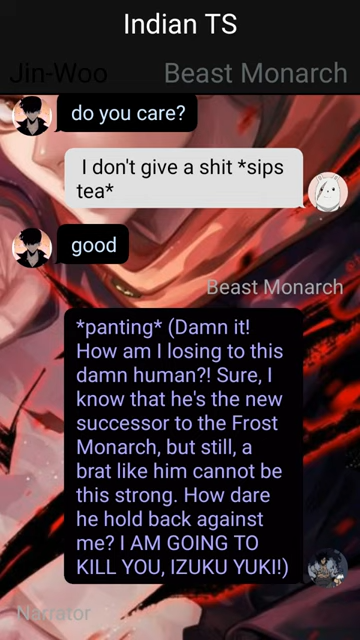 Indian TS
Jin-Woo
Beast Monarch
do you care?
I don't give a shit *sips
tea*
good
Beast Monarch
*panting* (Damn it!
How am I losing to this
damn human?! Sure, I
know that he's the new
successor to the Frost
Monarch, but still, a
brat like him cannot be
this strong. How dare
he hold back against
me? I AM GOING TO
KILL YOU, IZUKU YUKI!)
Narrator